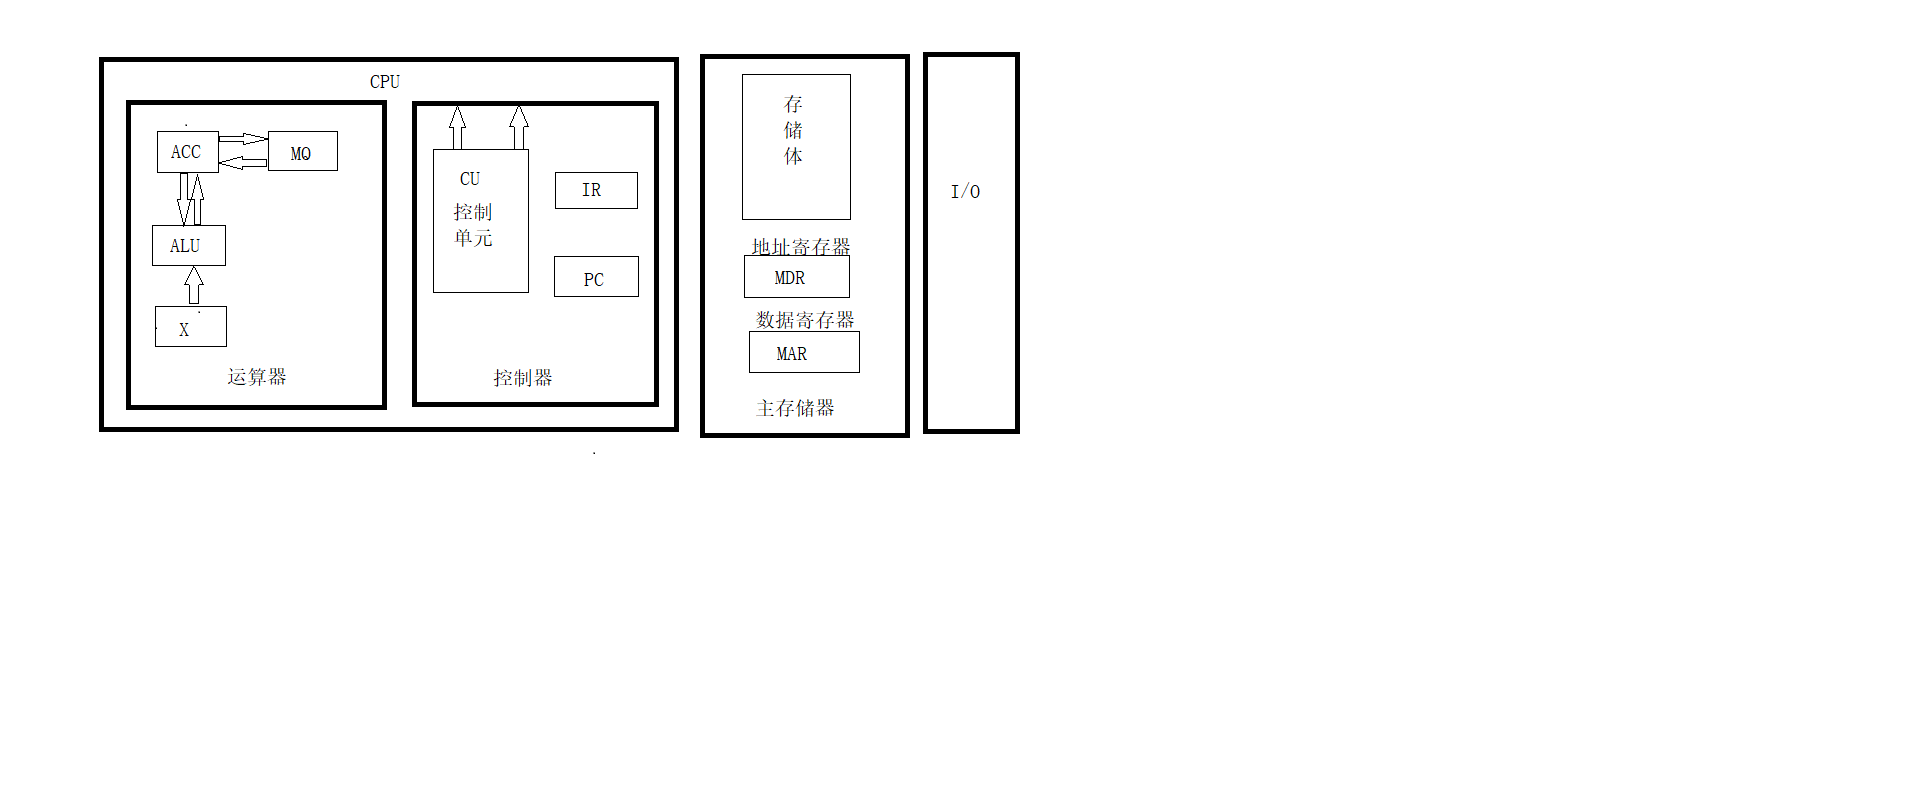 CPU
ACC
MQ
ALU
X
运算器
CU
控制
单元
IR
PC
控制器
存
储
体
地址寄存器
MDR
数据寄存器
MAR
主存储器
I/O